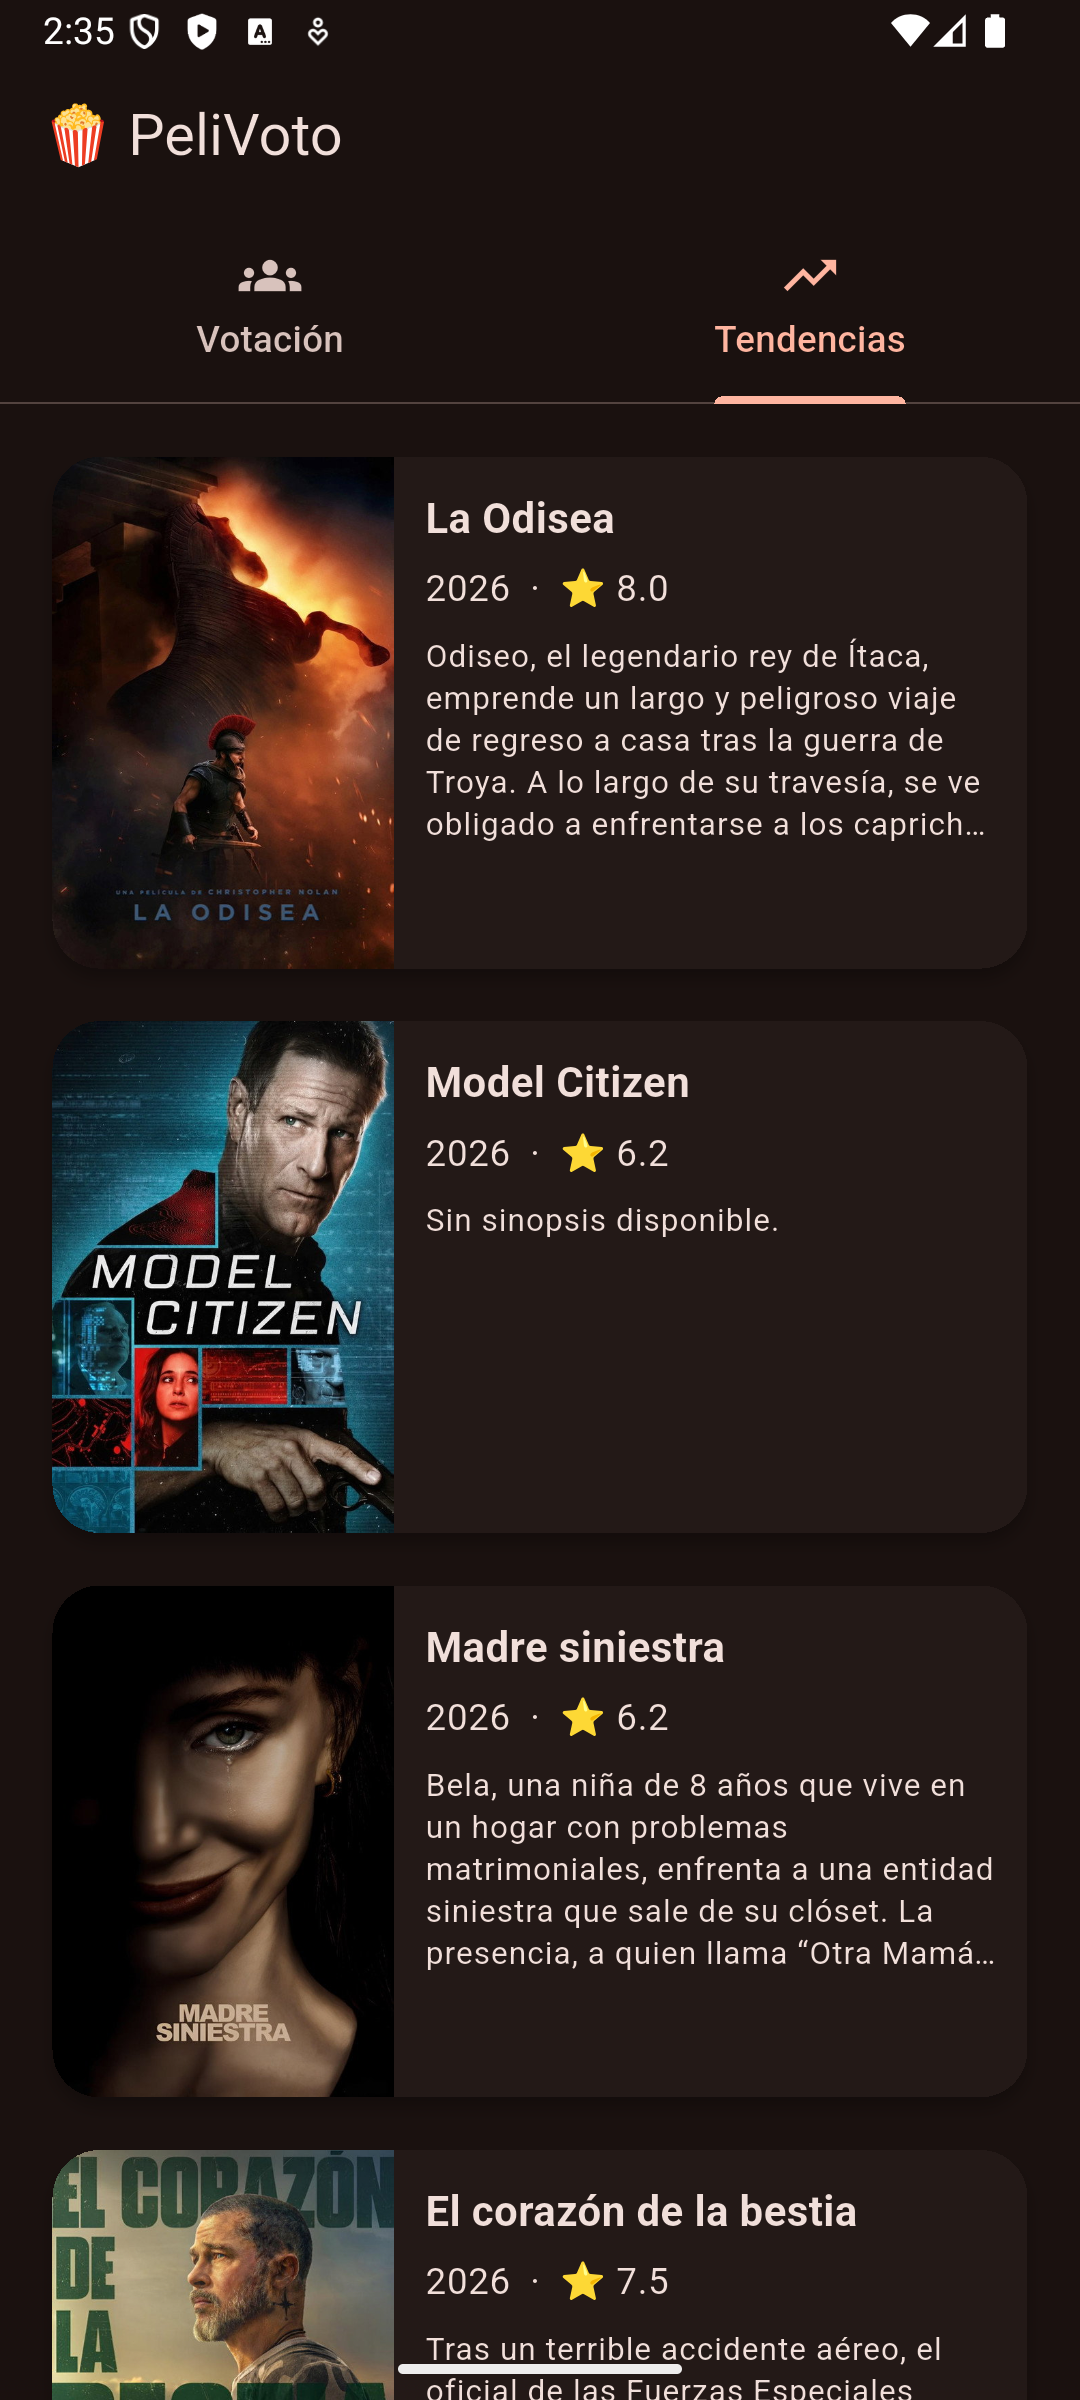 2:35
PeliVoto
Votación
Tendencias
La Odisea
2026 · ⭐ 8.0
Odiseo, el legendario rey de Ítaca,
emprende un largo y peligroso viaje
de regreso a casa tras la guerra de
Troya. A lo largo de su travesía, se ve
obligado a enfrentarse a los caprich…
UNA PELÍCULA DE CHRISTOPHER NOLAN
LA ODISEA
Model Citizen
2026 · ⭐ 6.2
Sin sinopsis disponible.
MODEL
CITIZEN
Madre siniestra
2026 · ⭐ 6.2
Bela, una niña de 8 años que vive en
un hogar con problemas
matrimoniales, enfrenta a una entidad
siniestra que sale de su clóset. La
presencia, a quien llama “Otra Mamá…
MADRE
SINIESTRA
EL CORAZÓN
DE
LA
El corazón de la bestia
2026 · ⭐ 7.5
Tras un terrible accidente aéreo, el
oficial de las Fuerzas Especiales